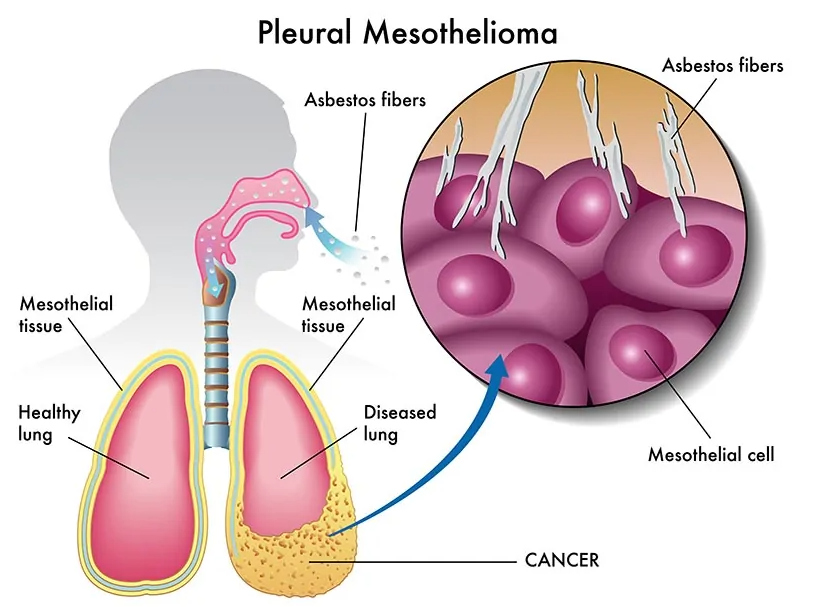 Pleural Mesothelioma
Asbestos fibers
Asbestos fibers
Mesothelial
tissue
Mesothelial
tissue
Healthy
lung
Diseased
lung
Mesothelial cell
CANCER